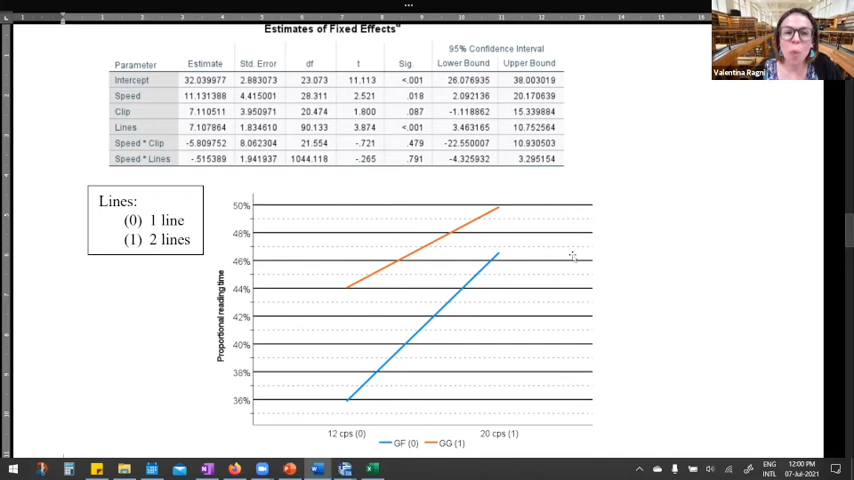 Estimates of Fixed Effects
95% Confidence Interval
Parameter Estimate Std. Error df t Sig. Lower Bound Upper Bound
Intercept 32.039977 2.883073 23.073 11.113 <.001 26.076935 38.003019
Speed 11.131388 4.415001 28.311 2.521 .018 2.092136 20.170639
Clip 7.110511 3.950971 20.474 1.800 .087 -1.118862 15.339884
Lines 7.107864 1.834610 90.133 3.874 <.001 3.463165 10.752564
Speed * Clip -5.809752 8.062304 21.554 -.721 .479 -22.550007 10.930503
Speed * Lines -.515389 1.941937 1044.118 -.265 .791 -4.325932 3.295154
Valentina Ragni
Lines:
(0) 1 line
(1) 2 lines
Proportional reading time
50%
48%
46%
44%
42%
40%
38%
36%
12 cps (0) 20 cps (1)
GF (0) GG (1)
ENG
INTL
12:00 PM
07-Jul-2021